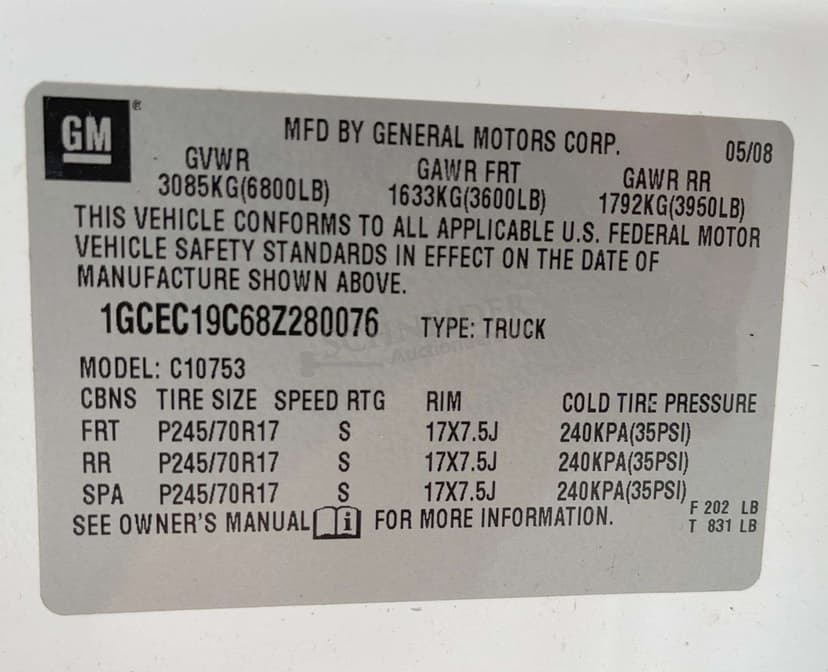 GM ®
MFD BY GENERAL MOTORS CORP. 05/08
GVWR GAWR FRT GAWR RR
3085KG(6800LB) 1633KG(3600LB) 1792KG(3950LB)
THIS VEHICLE CONFORMS TO ALL APPLICABLE U.S. FEDERAL MOTOR
VEHICLE SAFETY STANDARDS IN EFFECT ON THE DATE OF
MANUFACTURE SHOWN ABOVE.
1GCEC19C68Z280076 TYPE: TRUCK
MODEL: C10753
CBNS TIRE SIZE SPEED RTG RIM COLD TIRE PRESSURE
FRT P245/70R17 S 17X7.5J 240KPA(35PSI)
RR P245/70R17 S 17X7.5J 240KPA(35PSI)
SPA P245/70R17 S 17X7.5J 240KPA(35PSI)
SEE OWNER'S MANUAL i FOR MORE INFORMATION.
F 202 LB
T 831 LB